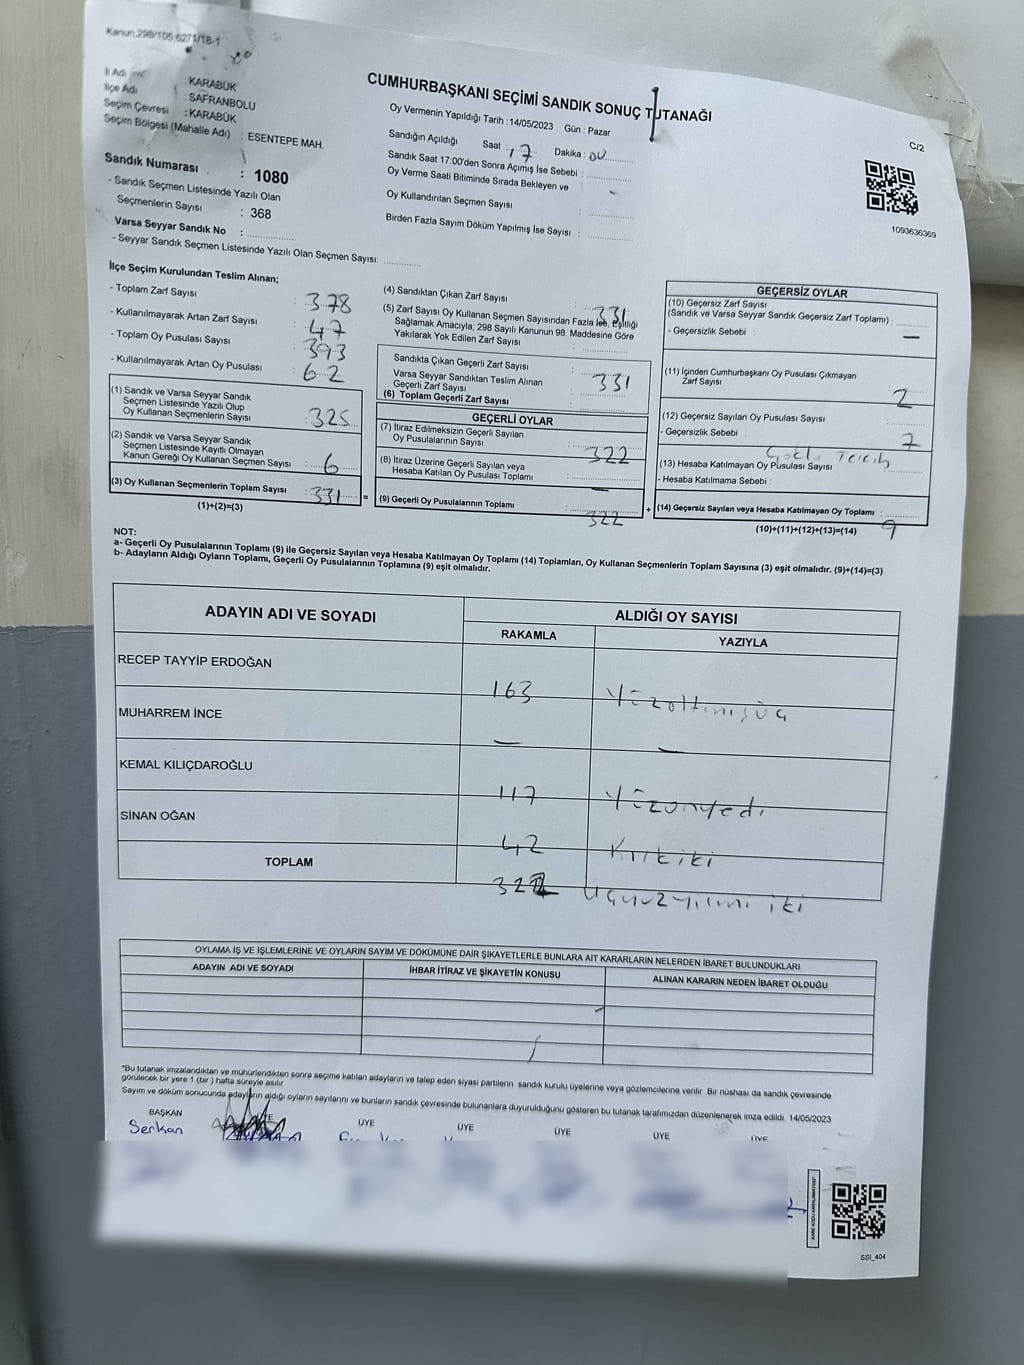 Kanun:298/105:6271/18-1
İl Adı : KARABÜK
İlçe Adı : SAFRANBOLU
Seçim Çevresi : KARABÜK
Seçim Bölgesi (Mahalle Adı) : ESENTEPE MAH.
Sandık Numarası : 1080
- Sandık Seçmen Listesinde Yazılı Olan
Seçmenlerin Sayısı : 368
Varsa Seyyar Sandık No :
- Seyyar Sandık Seçmen Listesinde Yazılı Olan Seçmen Sayısı:
CUMHURBAŞKANI SEÇİMİ SANDIK SONUÇ TUTANAĞI
Oy Vermenin Yapıldığı Tarih :14/05/2023 Gün : Pazar
Sandığın Açıldığı Saat : 17 Dakika : 00
Sandık Saat 17:00'den Sonra Açımış İse Sebebi :
Oy Verme Saati Bitiminde Sırada Bekleyen ve
Oy Kullandırılan Seçmen Sayısı : -
Birden Fazla Sayım Döküm Yapılmış İse Sayısı :
C/2
1093636369
İlçe Seçim Kurulundan Teslim Alınan;
- Toplam Zarf Sayısı : 378
- Kullanılmayarak Artan Zarf Sayısı : 47
- Toplam Oy Pusulası Sayısı : 393
- Kullanılmayarak Artan Oy Pusulası : 62
(1) Sandık ve Varsa Seyyar Sandık
Seçmen Listesinde Yazılı Olup
Oy Kullanan Seçmenlerin Sayısı : 325
(2) Sandık ve Varsa Seyyar Sandık
Seçmen Listesinde Kayıtlı Olmayan
Kanun Gereği Oy Kullanan Seçmen Sayısı : 6
(3) Oy Kullanan Seçmenlerin Toplam Sayısı : 331 =
(1)+(2)=(3)
(4) Sandıktan Çıkan Zarf Sayısı : 331
(5) Zarf Sayısı Oy Kullanan Seçmen Sayısından Fazla İse, Eşitliği
Sağlamak Amacıyla, 298 Sayılı Kanunun 98. Maddesine Göre
Yakılarak Yok Edilen Zarf Sayısı :
Sandıkta Çıkan Geçerli Zarf Sayısı :
Varsa Seyyar Sandıktan Teslim Alınan
Geçerli Zarf Sayısı : 331
(6) Toplam Geçerli Zarf Sayısı :
GEÇERLİ OYLAR
(7) İtiraz Edilmeksizin Geçerli Sayılan
Oy Pusulalarının Sayısı : 322
(8) İtiraz Üzerine Geçerli Sayılan veya
Hesaba Katılan Oy Pusulası Toplamı : —
(9) Geçerli Oy Pusulalarının Toplamı : 322 +
GEÇERSİZ OYLAR
(10) Geçersiz Zarf Sayısı
(Sandık ve Varsa Seyyar Sandık Geçersiz Zarf Toplamı) :
- Geçersizlik Sebebi : —
(11) İçinden Cumhurbaşkanı Oy Pusulası Çıkmayan
Zarf Sayısı : 2
(12) Geçersiz Sayılan Oy Pusulası Sayısı :
- Geçersizlik Sebebi : 7
Çoklu Tercih
(13) Hesaba Katılmayan Oy Pusulası Sayısı :
- Hesaba Katılmama Sebebi :
(14) Geçersiz Sayılan veya Hesaba Katılmayan Oy Toplamı :
(10)+(11)+(12)+(13)=(14) 9
NOT:
a- Geçerli Oy Pusulalarının Toplamı (9) ile Geçersiz Sayılan veya Hesaba Katılmayan Oy Toplamı (14) Toplamları, Oy Kullanan Seçmenlerin Toplam Sayısına (3) eşit olmalıdır. (9)+(14)=(3)
b- Adayların Aldığı Oyların Toplamı, Geçerli Oy Pusulalarının Toplamına (9) eşit olmalıdır.
ADAYIN ADI VE SOYADI ALDIĞI OY SAYISI
RAKAMLA YAZIYLA
RECEP TAYYİP ERDOĞAN 163 Yüzaltmışüç
MUHARREM İNCE — —
KEMAL KILIÇDAROĞLU 117 Yüzonyedi
SİNAN OĞAN 42 Kırkiki
TOPLAM 322 Üçyüzyirmi iki
OYLAMA İŞ VE İŞLEMLERİNE VE OYLARIN SAYIM VE DÖKÜMÜNE DAİR ŞİKAYETLERLE BUNLARA AİT KARARLARIN NELERDEN İBARET BULUNDUKLARI
ADAYIN ADI VE SOYADI İHBAR İTİRAZ VE ŞİKAYETİN KONUSU ALINAN KARARIN NEDEN İBARET OLDUĞU
*Bu tutanak imzalandıktan ve mühürlendikten sonra seçime katılan adayların ve talep eden siyasi partilerin sandık kurulu üyelerine veya gözlemcilerine verilir. Bir nüshası da sandık çevresinde
görülecek bir yere 1 (bir ) hafta süreyle asılır.
Sayım ve döküm sonucunda adayların aldığı oyların sayılarını ve bunların sandık çevresinde bulunanlara duyurulduğunu gösteren bu tutanak tarafımızdan düzenlenerek imza edildi. 14/05/2023
BAŞKAN ÜYE ÜYE ÜYE ÜYE ÜYE
Serkan
SSI_404